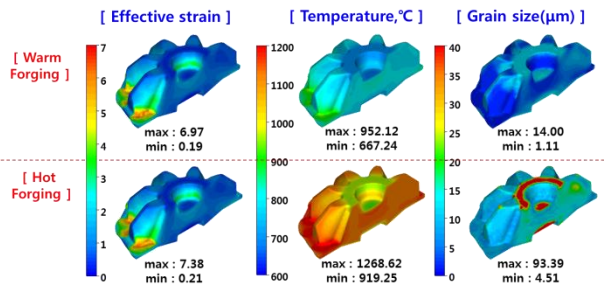 [ Effective strain ] [ Temperature,℃ ] [ Grain size(μm) ]
[ Warm
Forging ]
7
6
5
4
3
2
1
0
max : 6.97
min : 0.19
1200
1100
1000
900
800
700
600
max : 952.12
min : 667.24
40
35
30
25
20
15
10
5
0
max : 14.00
min : 1.11
[ Hot
Forging ]
max : 7.38
min : 0.21
max : 1268.62
min : 919.25
max : 93.39
min : 4.51